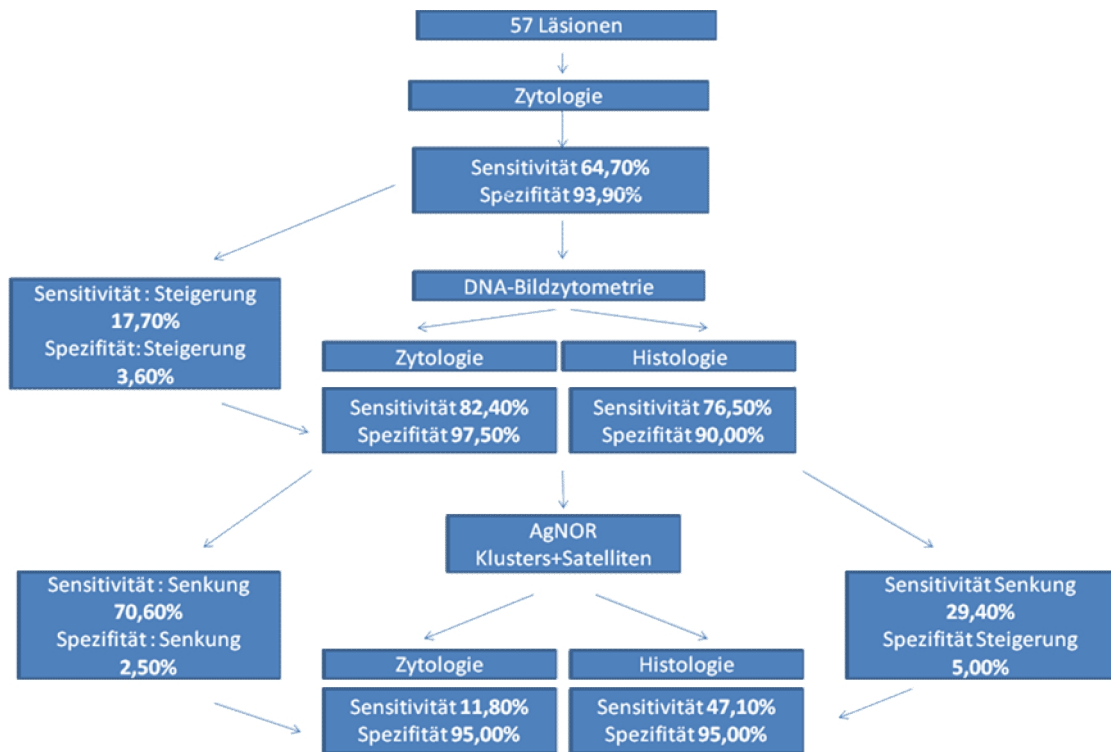 57 Läsionen
Zytologie
Sensitivität 64,70%
Spezifität 93,90%
DNA-Bildzytometrie
Sensitivität : Steigerung
17,70%
Spezifität: Steigerung
3,60%
Zytologie
Histologie
Sensitivität 82,40%
Spezifität 97,50%
Sensitivität 76,50%
Spezifität 90,00%
AgNOR
Klusters+Satelliten
Sensitivität : Senkung
70,60%
Spezifität : Senkung
2,50%
Sensitivität Senkung
29,40%
Spezifität Steigerung
5,00%
Zytologie
Histologie
Sensitivität 11,80%
Spezifität 95,00%
Sensitivität 47,10%
Spezifität 95,00%